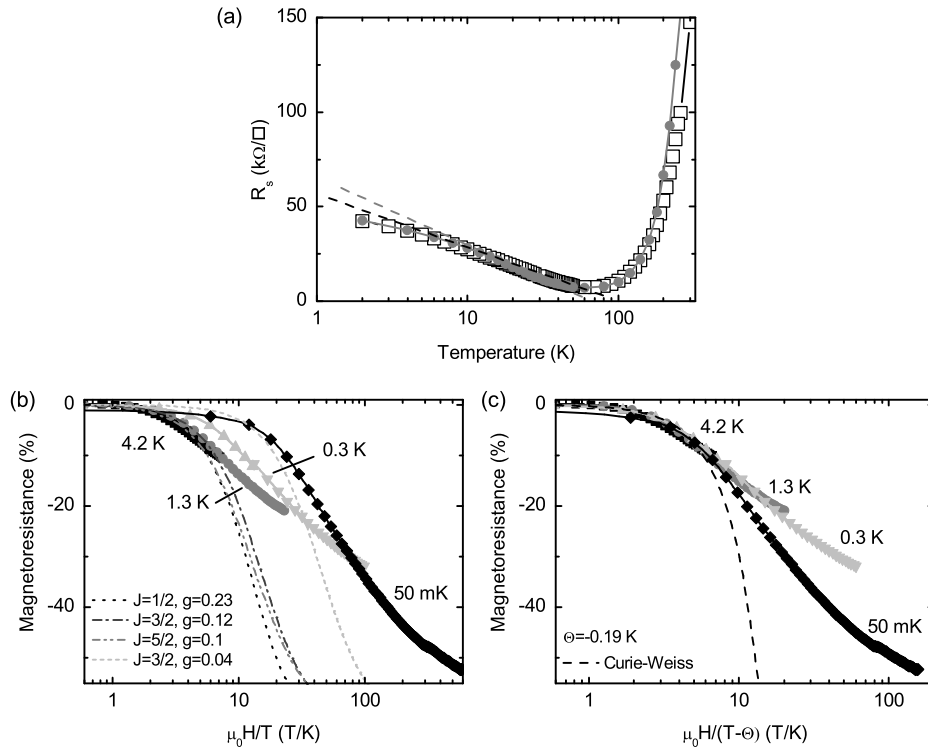 (a)
150
100
50
0
R_s (kΩ/□)
1
10
100
Temperature (K)
(b)
0
-20
-40
Magnetoresistance (%)
4.2 K
0.3 K
1.3 K
50 mK
J=1/2, g=0.23
J=3/2, g=0.12
J=5/2, g=0.1
J=3/2, g=0.04
1
10
100
μ₀H/T (T/K)
(c)
0
-20
-40
Magnetoresistance (%)
4.2 K
1.3 K
0.3 K
50 mK
Θ=-0.19 K
Curie-Weiss
1
10
100
μ₀H/(T-Θ) (T/K)